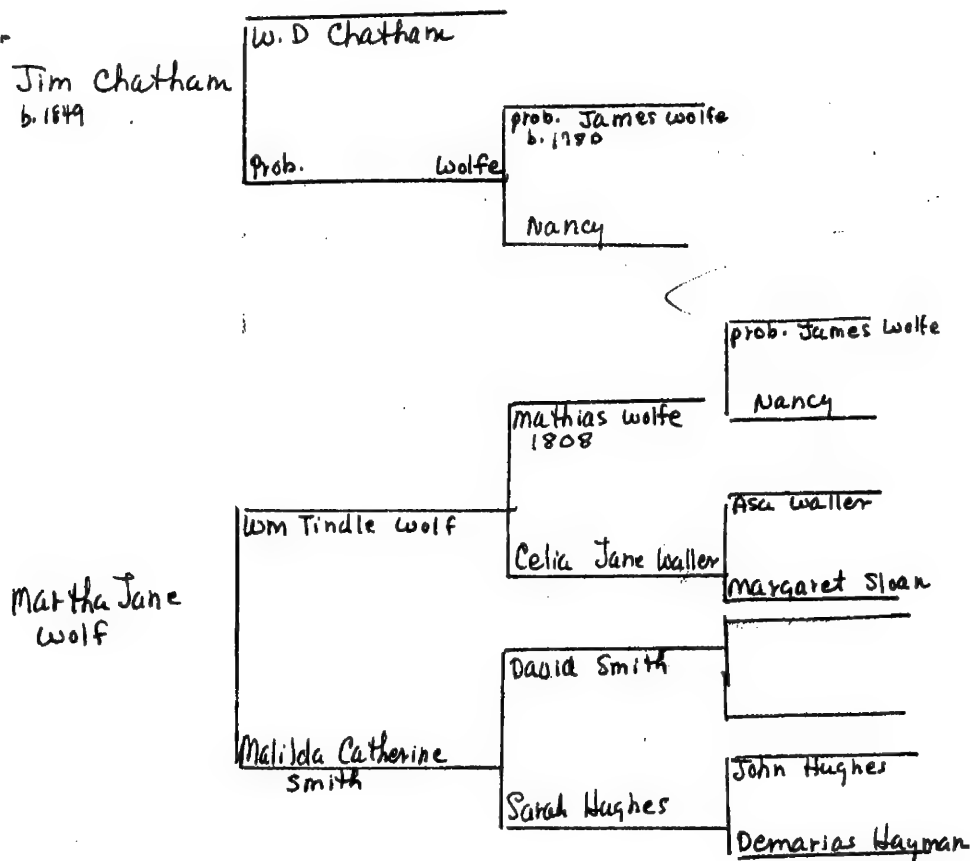 W. D Chatham
Jim Chatham
b. 1849
prob. James Wolfe
b. 1780
Prob. Wolfe
Nancy
prob. James Wolfe
Mathias Wolfe
1808
Nancy
Asa Waller
Wm Tindle Wolf
Celia Jane Waller
Margaret Sloan
Martha Jane
Wolf
David Smith
Malilda Catherine
Smith
John Hughes
Sarah Hughes
Demarias Hayman